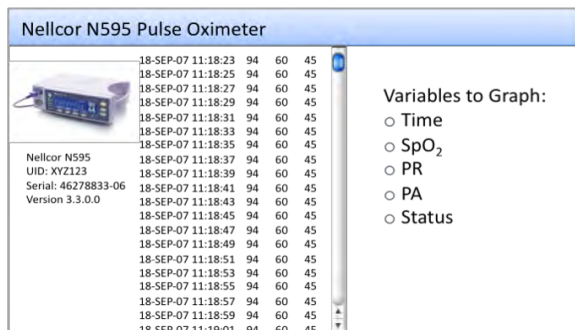 Nellcor N595 Pulse Oximeter
18-SEP-07 11:18:23 94 60 45
18-SEP-07 11:18:25 94 60 45
18-SEP-07 11:18:27 94 60 45
18-SEP-07 11:18:29 94 60 45
18-SEP-07 11:18:31 94 60 45
18-SEP-07 11:18:33 94 60 45
18-SEP-07 11:18:35 94 60 45
18-SEP-07 11:18:37 94 60 45
18-SEP-07 11:18:39 94 60 45
18-SEP-07 11:18:41 94 60 45
18-SEP-07 11:18:43 94 60 45
18-SEP-07 11:18:45 94 60 45
18-SEP-07 11:18:47 94 60 45
18-SEP-07 11:18:49 94 60 45
18-SEP-07 11:18:51 94 60 45
18-SEP-07 11:18:53 94 60 45
18-SEP-07 11:18:55 94 60 45
18-SEP-07 11:18:57 94 60 45
18-SEP-07 11:18:59 94 60 45
18-SEP-07 11:19:01 94 60 45
Nellcor N595
UID: XYZ123
Serial: 46278833-06
Version 3.3.0.0
Variables to Graph:
Time
SpO₂
PR
PA
Status